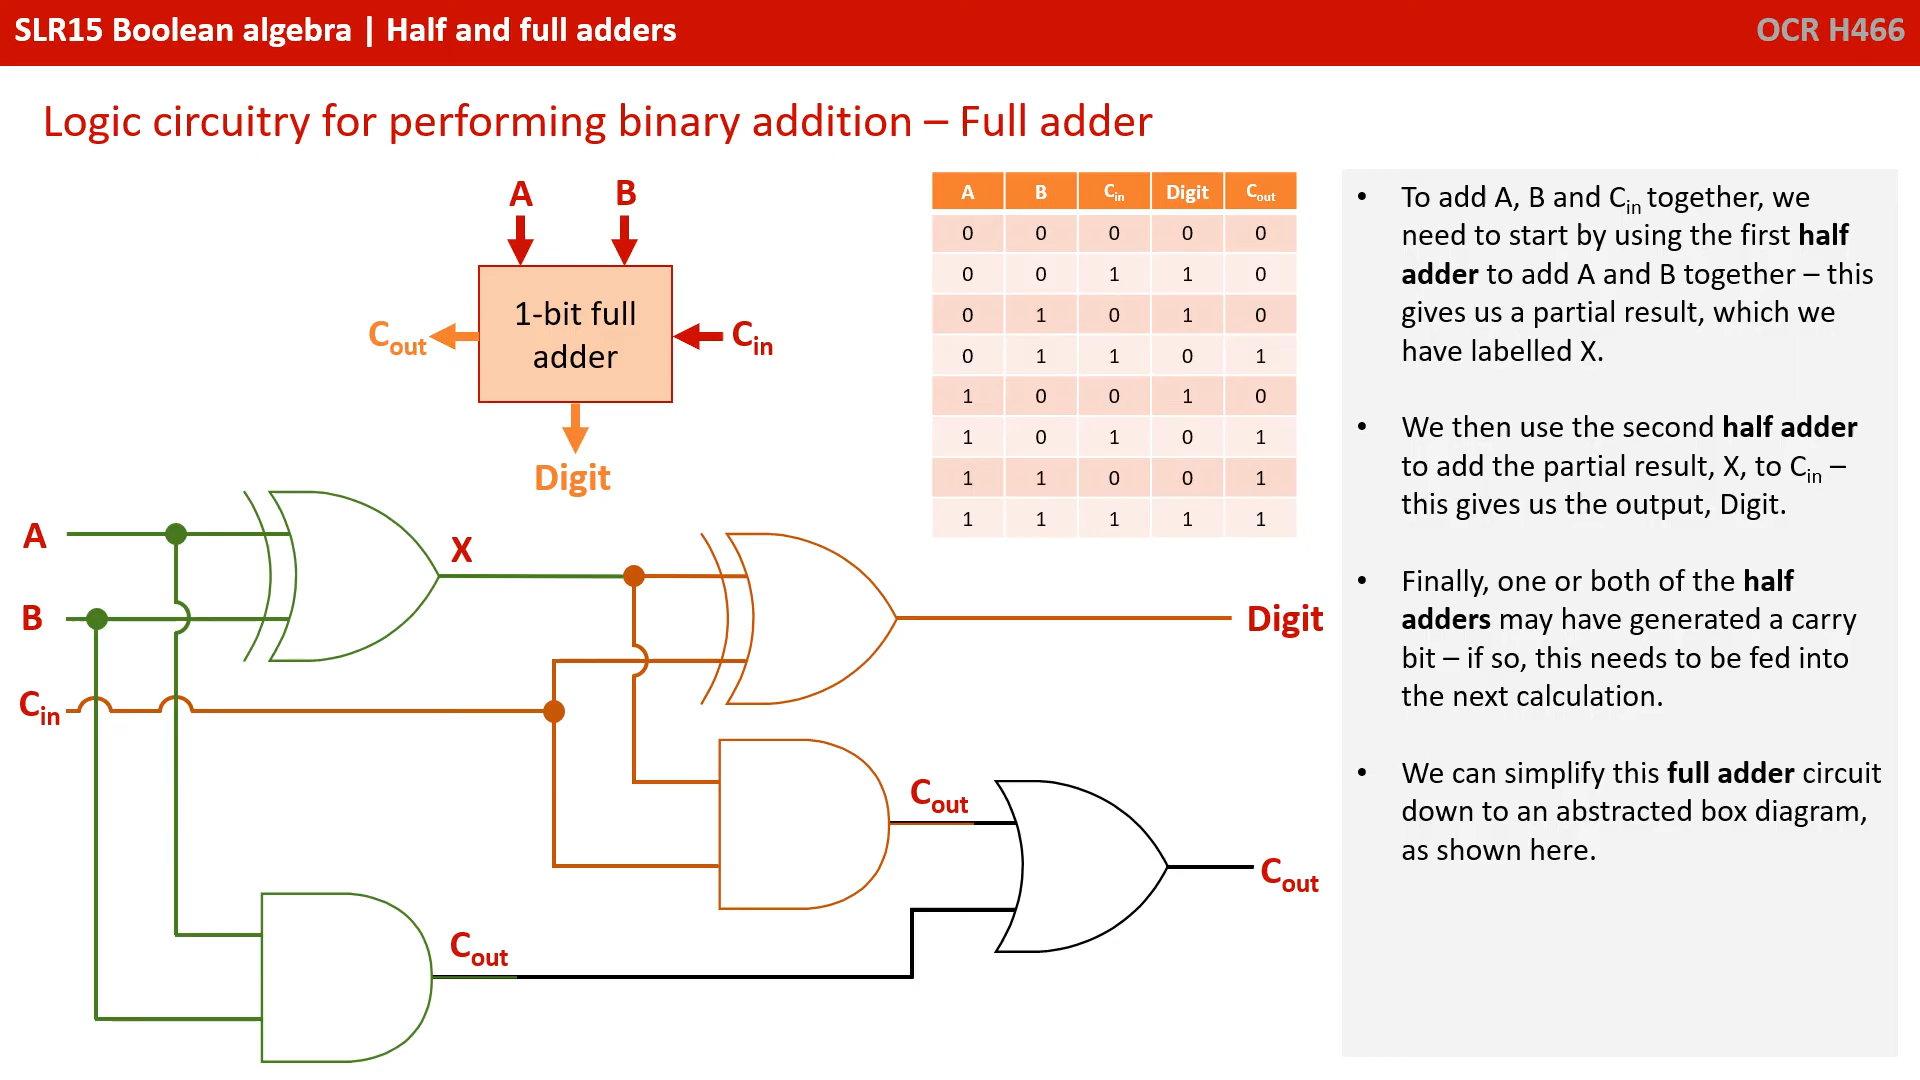 SLR15 Boolean algebra | Half and full adders
OCR H466
Logic circuitry for performing binary addition – Full adder
A B
1-bit full
adder
Cout
Cin
Digit
A B Cin Digit Cout
0 0 0 0 0
0 0 1 1 0
0 1 0 1 0
0 1 1 0 1
1 0 0 1 0
1 0 1 0 1
1 1 0 0 1
1 1 1 1 1
A
X
B
Digit
Cin
Cout
Cout
Cout
• To add A, B and Cin together, we
need to start by using the first half
adder to add A and B together – this
gives us a partial result, which we
have labelled X.
• We then use the second half adder
to add the partial result, X, to Cin –
this gives us the output, Digit.
• Finally, one or both of the half
adders may have generated a carry
bit – if so, this needs to be fed into
the next calculation.
• We can simplify this full adder circuit
down to an abstracted box diagram,
as shown here.